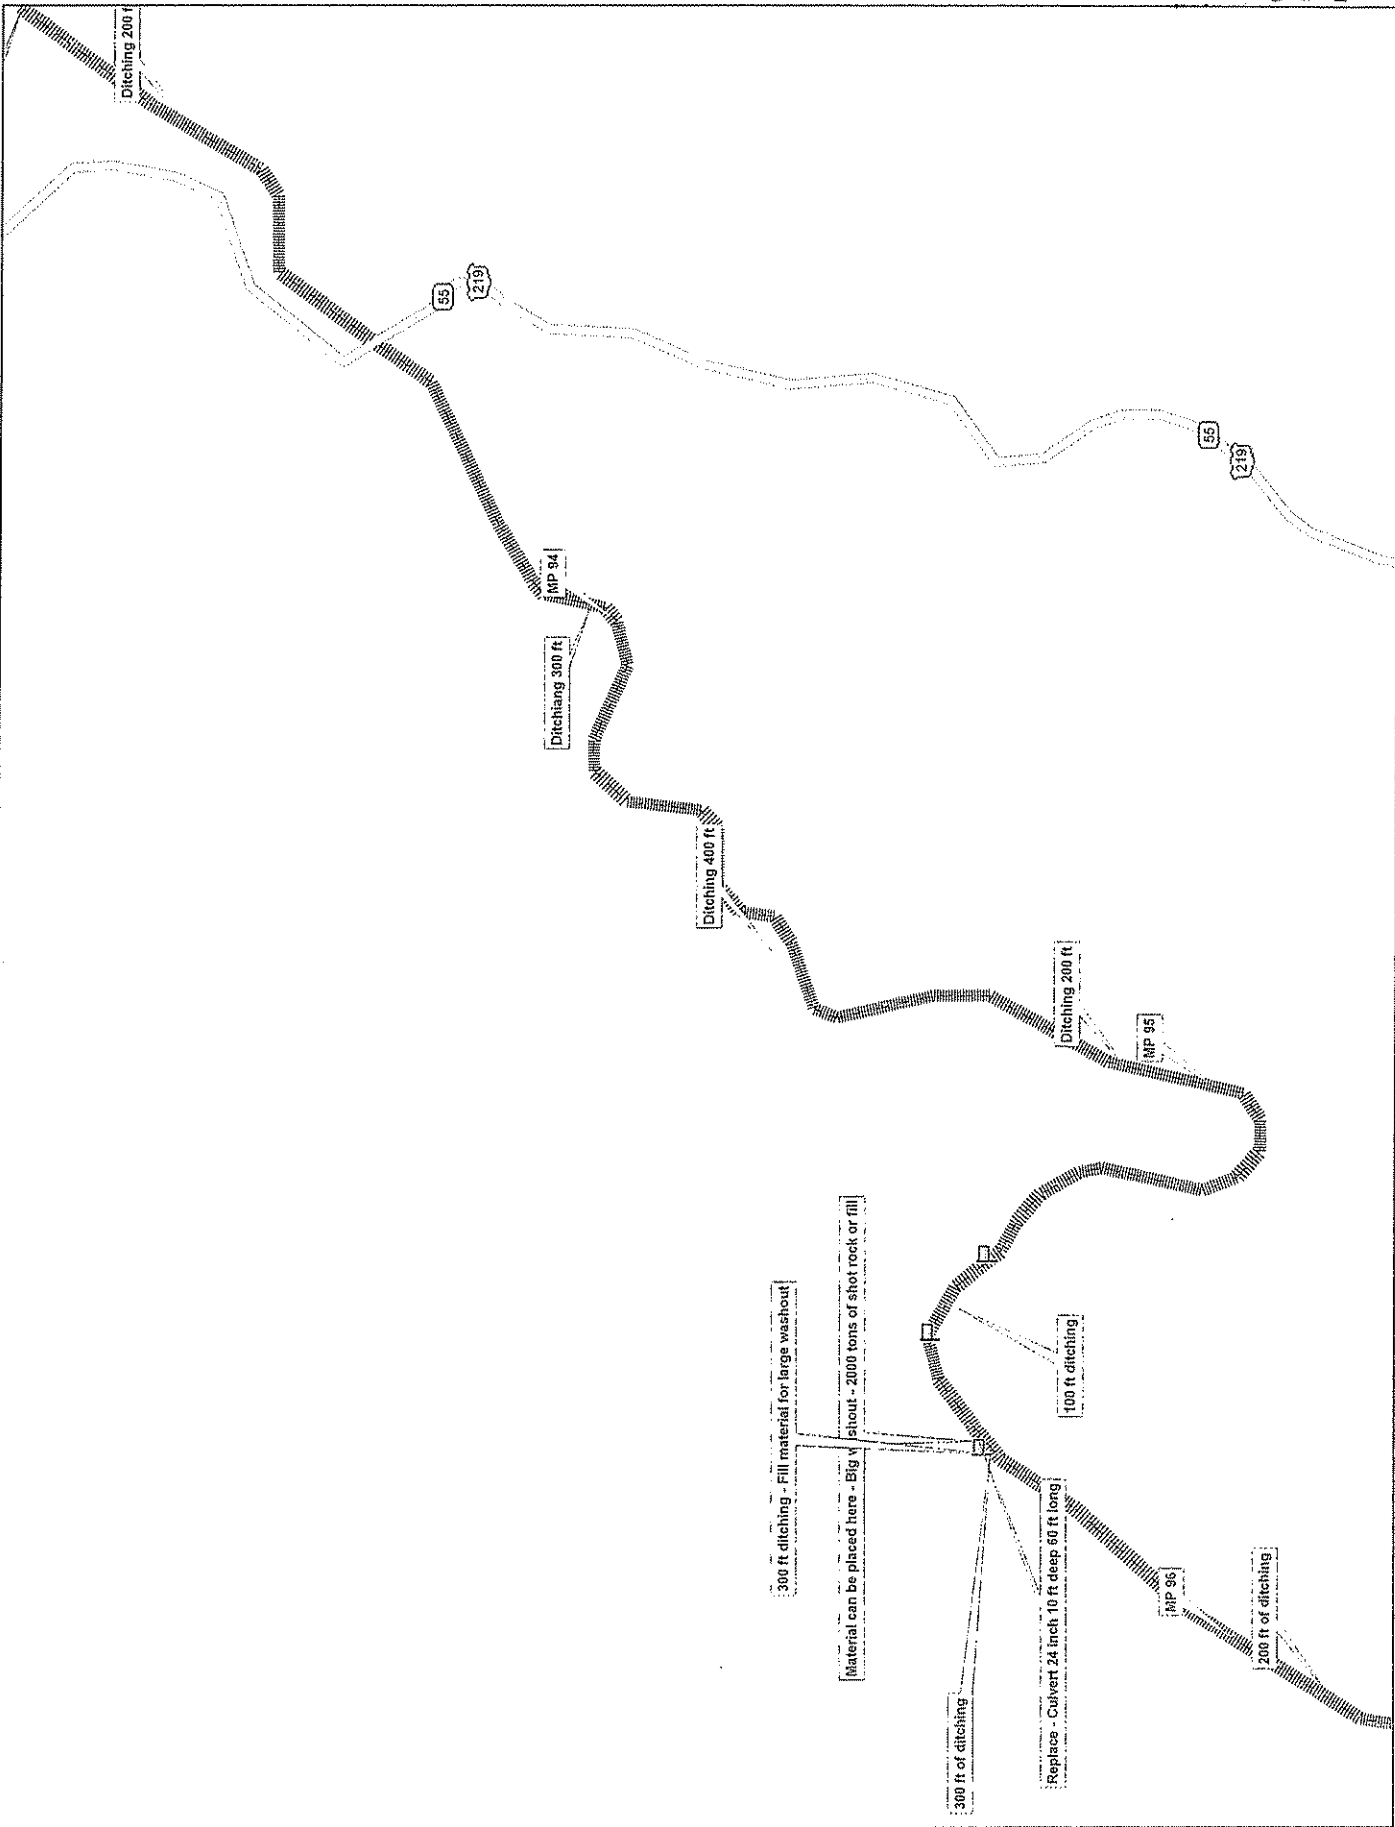 Ditching 200 f
55
219
MP 94
Ditchiang 300 ft
Ditching 400 ft
55
219
Ditching 200 ft
MP 95
300 ft ditching - Fill material for large washout
Material can be placed here - Big w shout - 2000 tons of shot rock or fill
100 ft ditching
300 ft of ditching
Replace - Culvert 24 inch 10 ft deep 60 ft long
MP 96
200 ft of ditching